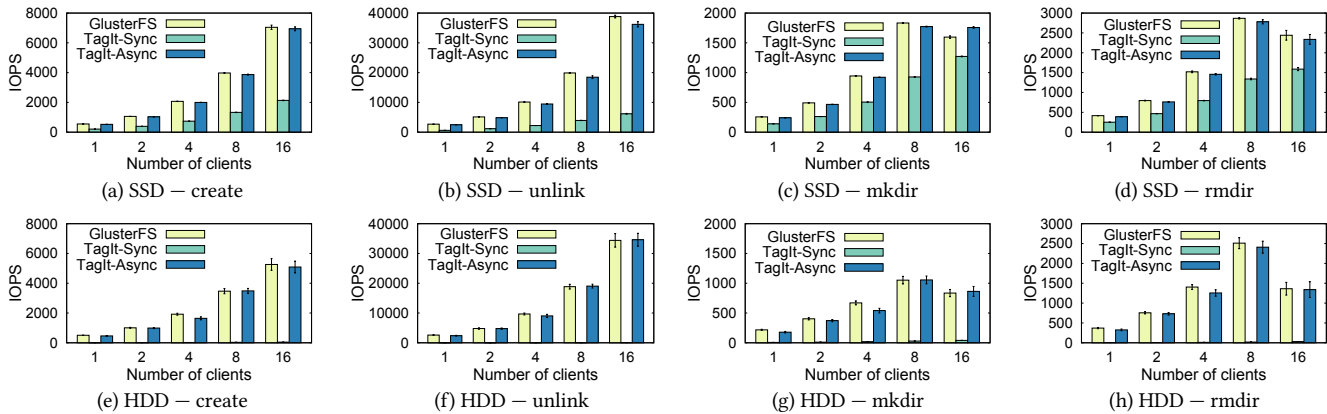 8000
6000
4000
2000
0
IOPS
GlusterFS
TagIt-Sync
TagIt-Async
1 2 4 8 16
Number of clients
(a) SSD – create
40000
30000
20000
10000
0
IOPS
GlusterFS
TagIt-Sync
TagIt-Async
1 2 4 8 16
Number of clients
(b) SSD – unlink
2000
1500
1000
500
0
IOPS
GlusterFS
TagIt-Sync
TagIt-Async
1 2 4 8 16
Number of clients
(c) SSD – mkdir
3000
2500
2000
1500
1000
500
0
IOPS
GlusterFS
TagIt-Sync
TagIt-Async
1 2 4 8 16
Number of clients
(d) SSD – rmdir
8000
6000
4000
2000
0
IOPS
GlusterFS
TagIt-Sync
TagIt-Async
1 2 4 8 16
Number of clients
(e) HDD – create
40000
30000
20000
10000
0
IOPS
GlusterFS
TagIt-Sync
TagIt-Async
1 2 4 8 16
Number of clients
(f) HDD – unlink
2000
1500
1000
500
0
IOPS
GlusterFS
TagIt-Sync
TagIt-Async
1 2 4 8 16
Number of clients
(g) HDD – mkdir
3000
2500
2000
1500
1000
500
0
IOPS
GlusterFS
TagIt-Sync
TagIt-Async
1 2 4 8 16
Number of clients
(h) HDD – rmdir